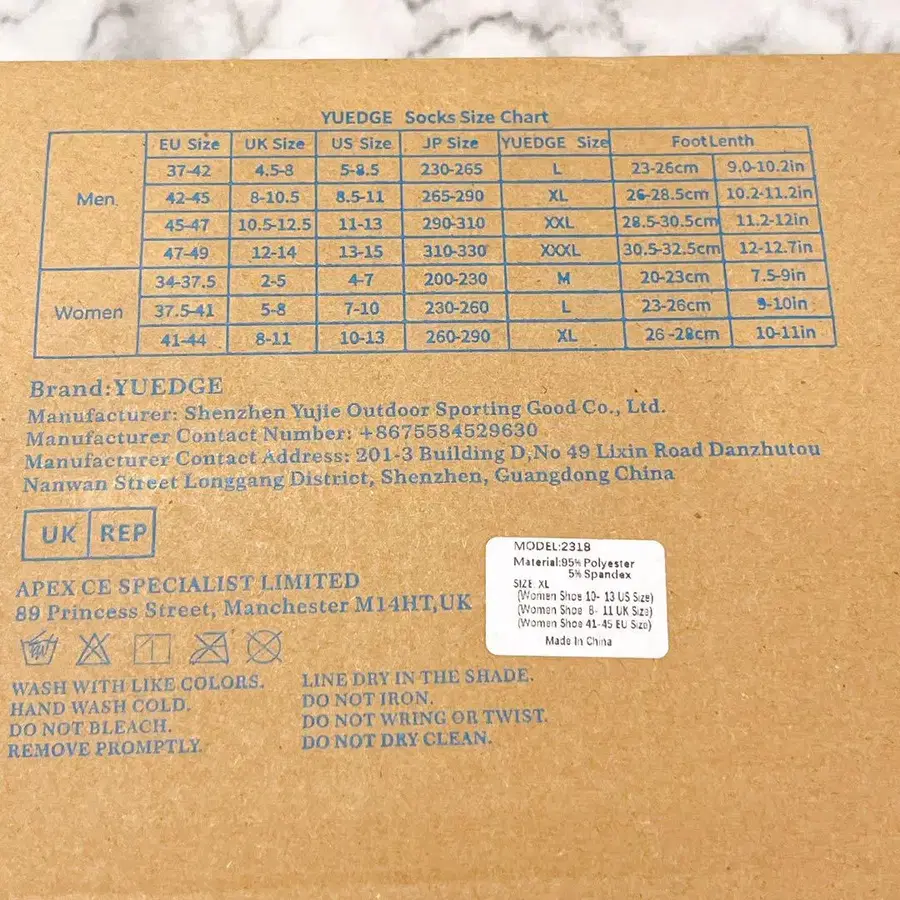 YUEDGE Socks Size Chart
EU Size UK Size US Size JP Size YUEDGE Size Foot Lenth
Men
37-42 4.5-8 5-8.5 230-265 L 23-26cm 9.0-10.2in
42-45 8-10.5 8.5-11 265-290 XL 26-28.5cm 10.2-11.2in
45-47 10.5-12.5 11-13 290-310 XXL 28.5-30.5cm 11.2-12in
47-49 12-14 13-15 310-330 XXXL 30.5-32.5cm 12-12.7in
Women
34-37.5 2-5 4-7 200-230 M 20-23cm 7.5-9in
37.5-41 5-8 7-10 230-260 L 23-26cm 9-10in
41-44 8-11 10-13 260-290 XL 26-28cm 10-11in
Brand:YUEDGE
Manufacturer: Shenzhen Yujie Outdoor Sporting Good Co., Ltd.
Manufacturer Contact Number: +8675584529630
Manufacturer Contact Address: 201-3 Building D,No 49 Lixin Road Danzhutou
Nanwan Street Longgang District, Shenzhen, Guangdong China
UK REP
APEX CE SPECIALIST LIMITED
89 Princess Street, Manchester M14HT,UK
MODEL:2318
Material:95% Polyester
5% Spandex
SIZE: XL
(Women Shoe 10- 13 US Size)
(Women Shoe 8- 11 UK Size)
(Women Shoe 41-45 EU Size)
Made In China
WASH WITH LIKE COLORS.
HAND WASH COLD.
DO NOT BLEACH.
REMOVE PROMPTLY.
LINE DRY IN THE SHADE.
DO NOT IRON.
DO NOT WRING OR TWIST.
DO NOT DRY CLEAN.